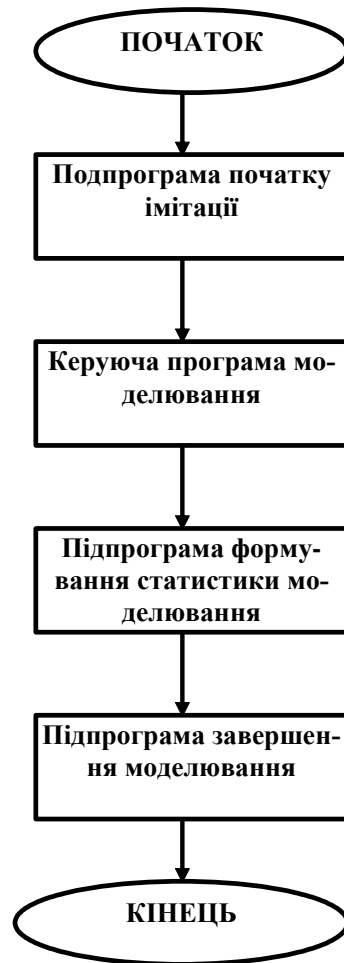 ПОЧАТОК
Подпрограма початку
імітації
Керуюча програма мо-
делювання
Підпрограма форму-
вання статистики мо-
делювання
Підпрограма завершен-
ня моделювання
КІНЕЦЬ